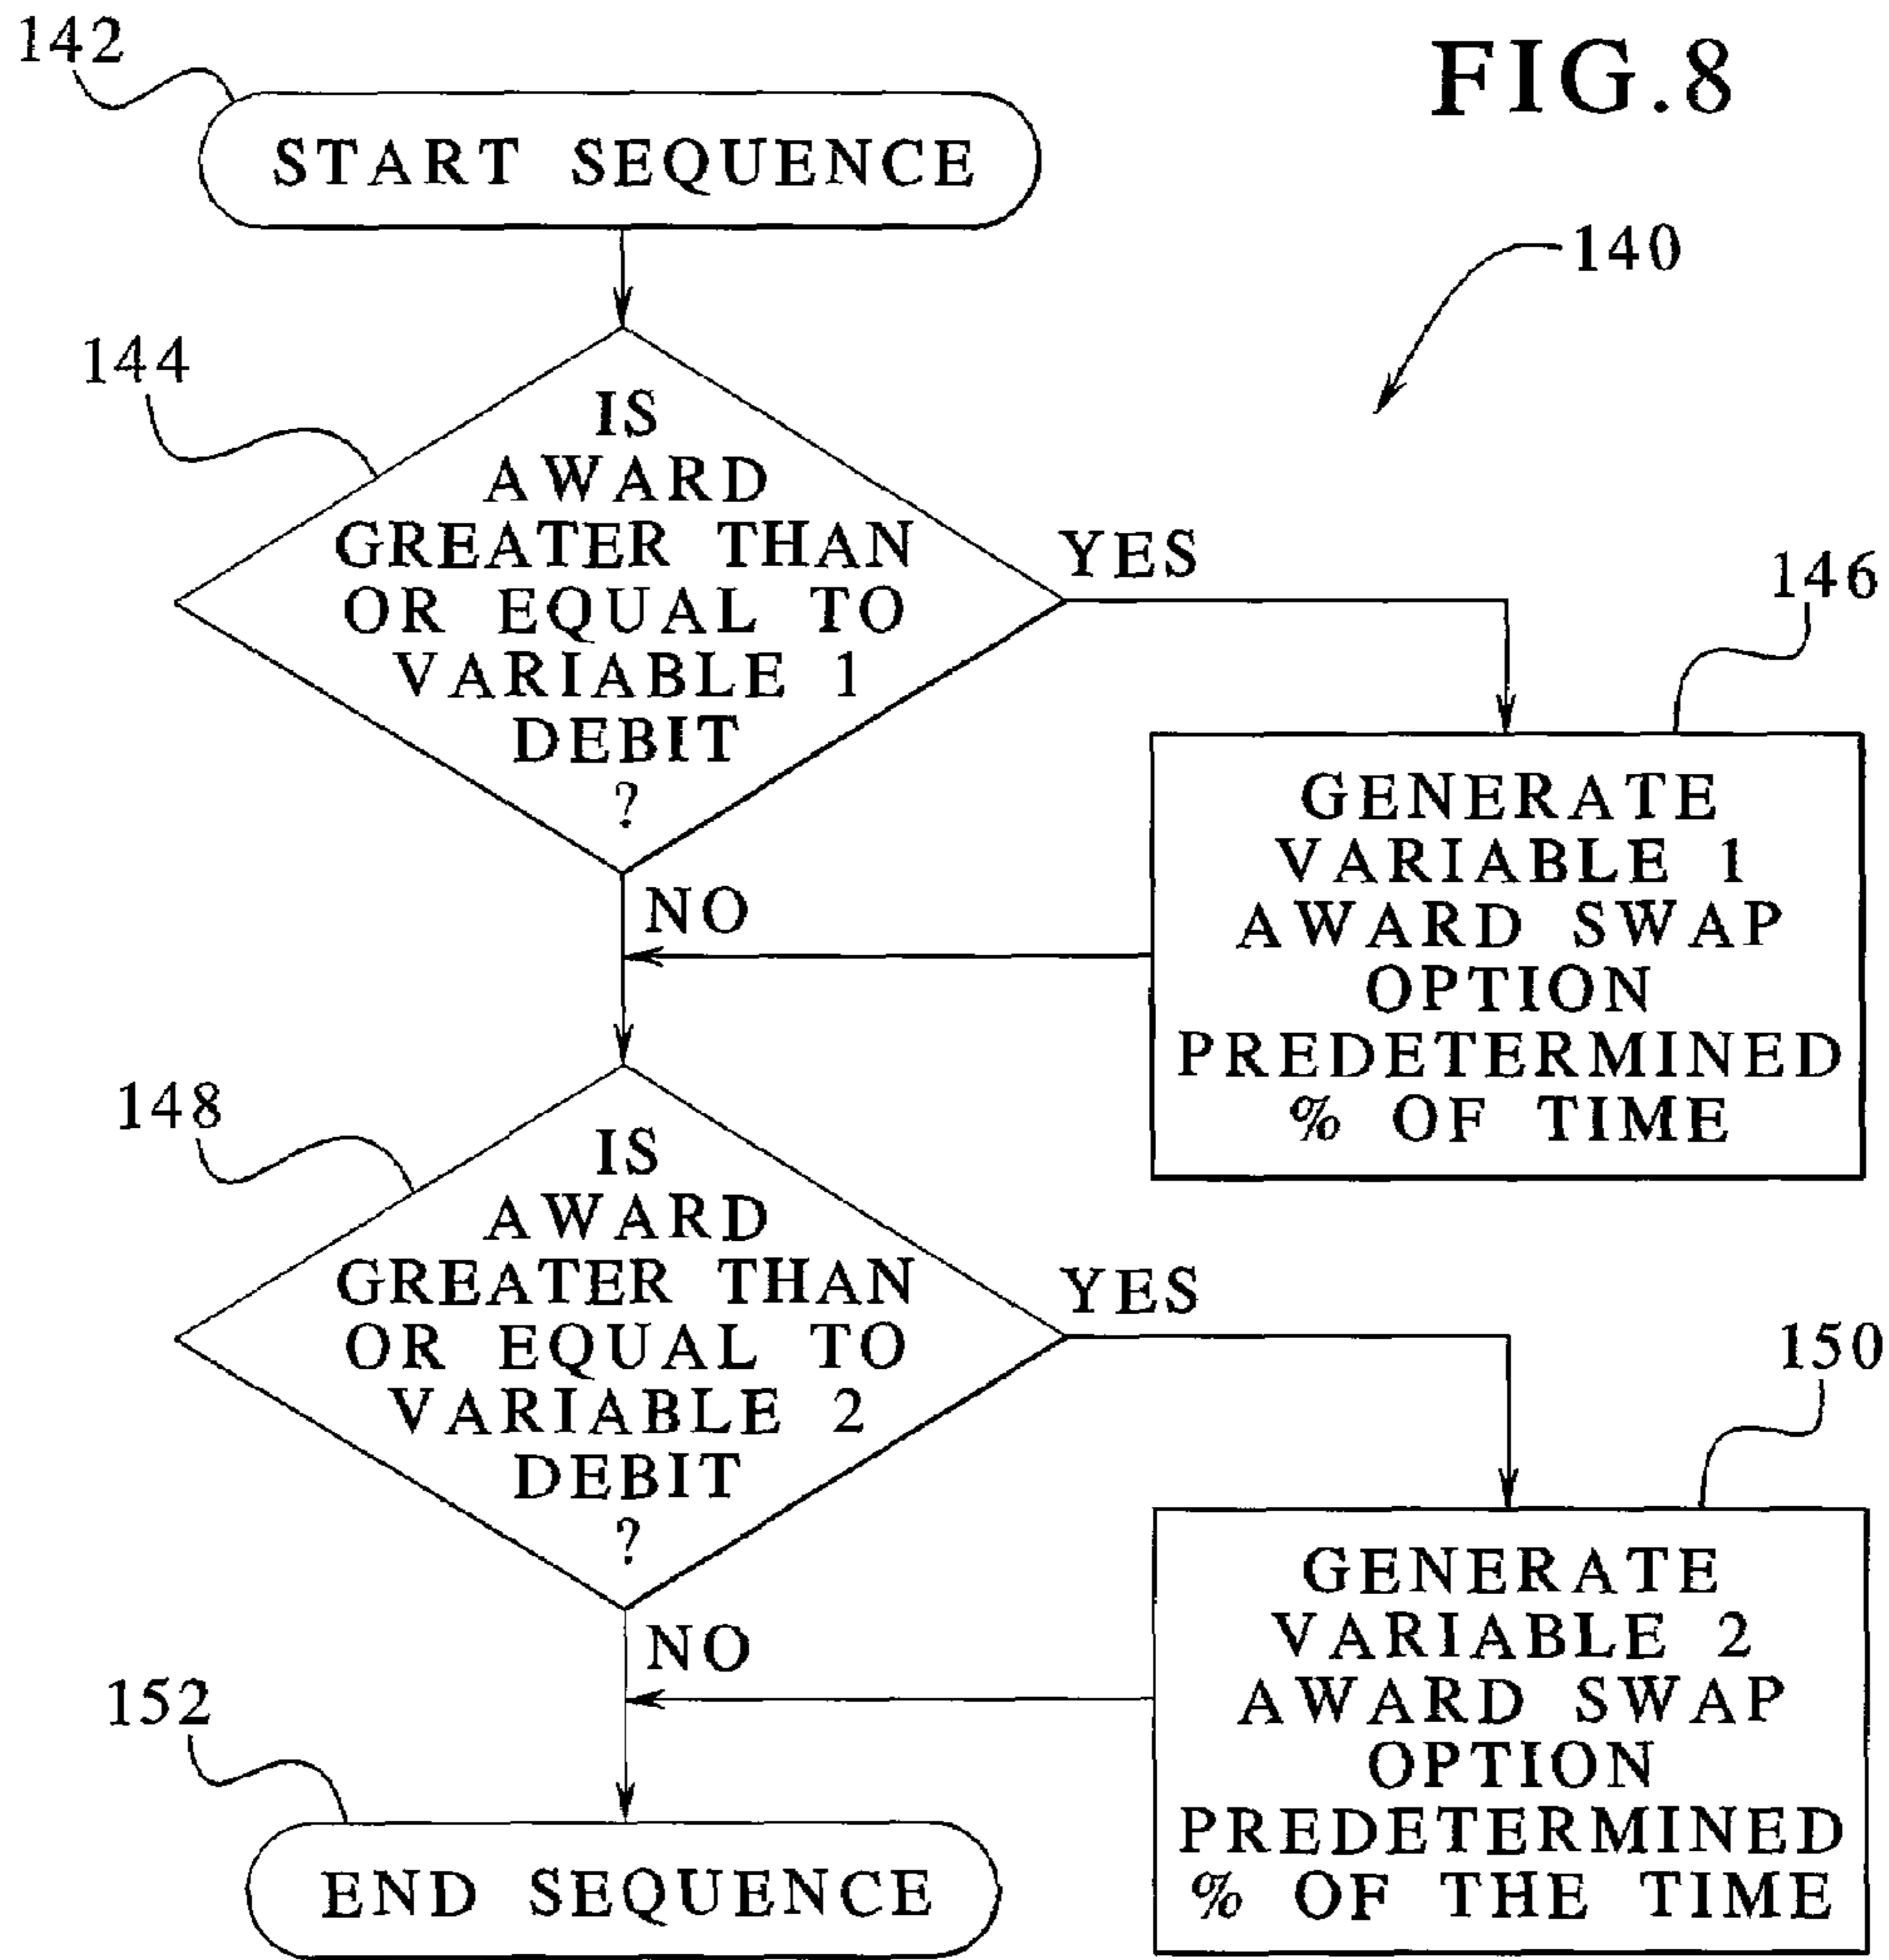 FIG.8
142
START SEQUENCE
140
144
IS
AWARD
GREATER THAN
OR EQUAL TO
VARIABLE 1
DEBIT
?
YES
NO
146
GENERATE
VARIABLE 1
AWARD SWAP
OPTION
PREDETERMINED
% OF TIME
148
IS
AWARD
GREATER THAN
OR EQUAL TO
VARIABLE 2
DEBIT
?
YES
NO
150
GENERATE
VARIABLE 2
AWARD SWAP
OPTION
PREDETERMINED
% OF THE TIME
152
END SEQUENCE